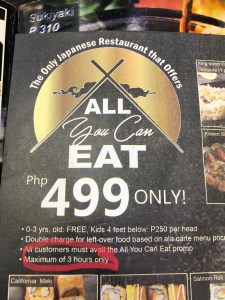 Sukiyaki
P 310
The Only Japanese Restaurant that Offers
ALL
You Can
EAT
Php
499 ONLY!
• 0-3 yrs. old: FREE, Kids 4 feet below: P250 per head
• Double charge for left-over food based on ala carte menu price
• All customers must avail the All You Can Eat promo
• Maximum of 3 hours only
California Maki
Salmon Roll